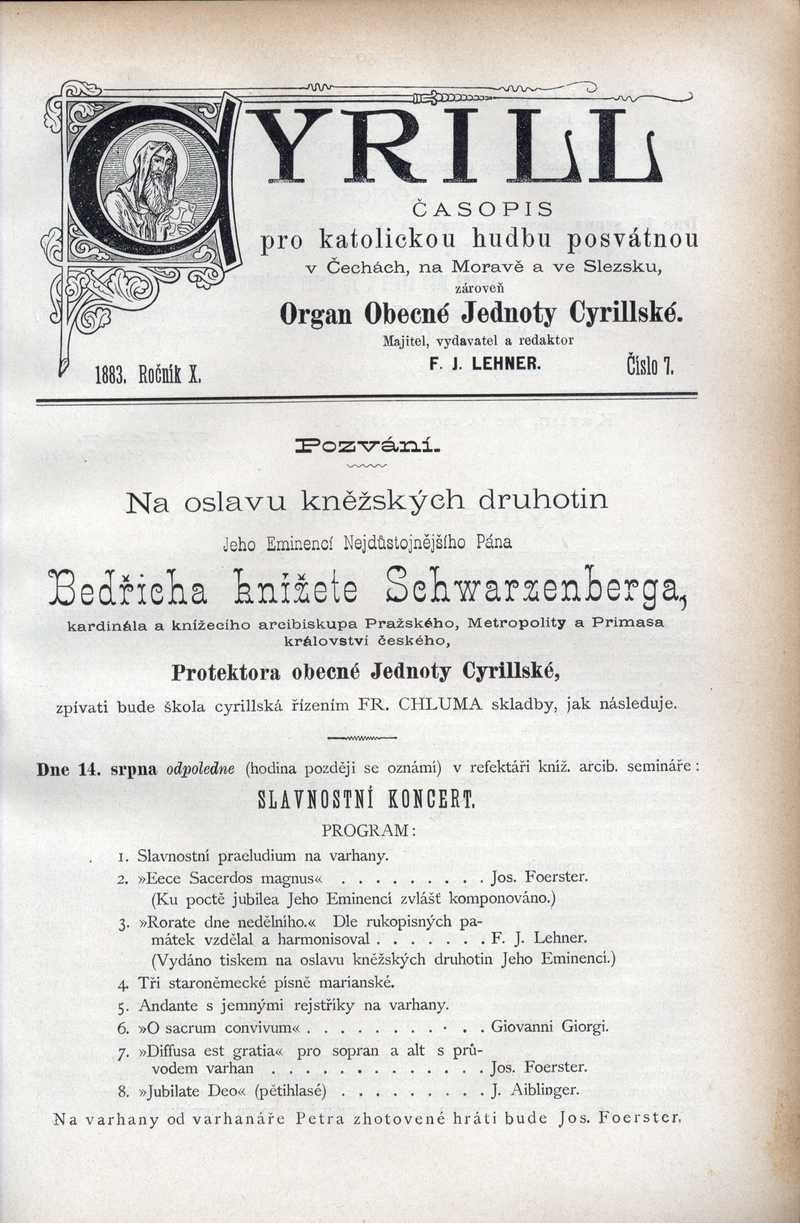 CYRILL
ČASOPIS
pro katolickou hudbu posvátnou
v Čechách, na Moravě a ve Slezsku,
zároveň
Organ Obecné Jednoty Cyrillské.
Majitel, vydavatel a redaktor
1883. Ročník X. F. J. LEHNER. Číslo 7.
Pozvání.
Na oslavu kněžských druhotin
Jeho Eminencí Nejdůstojnějšího Pána
Bedřicha knížete Schwarzenberga,
kardinála a knížecího arcibiskupa Pražského, Metropolity a Primasa
království českého,
Protektora obecné Jednoty Cyrillské,
zpívati bude škola cyrillská řízením FR. CHLUMA skladby, jak následuje.
Dne 14. srpna odpoledne (hodina později se oznámí) v refektáři kníž. arcib. semináře :
SLAVNOSTNÍ KONCERT.
PROGRAM :
1. Slavnostní praeludium na varhany.
2. »Eece Sacerdos magnus« . . . . . . . . . Jos. Foerster.
(Ku poctě jubilea Jeho Eminencí zvlášť komponováno.)
3. »Rorate dne nedělního.« Dle rukopisných pa-
mátek vzdělal a harmonisoval . . . . . . . F. J. Lehner.
(Vydáno tiskem na oslavu kněžských druhotin Jeho Eminencí.)
4. Tři staroněmecké písně marianské.
5. Andante s jemnými rejstříky na varhany.
6. »O sacrum convivum« . . . . . . . . . . . . Giovanni Giorgi.
7. »Diffusa est gratia« pro sopran a alt s prů-
vodem varhan . . . . . . . . . . . . . Jos. Foerster.
8. »Jubilate Deo« (pětihlasé) . . . . . . . . . J. Aiblinger.
Na varhany od varhanáře Petra zhotovené hráti bude Jos. Foerster.